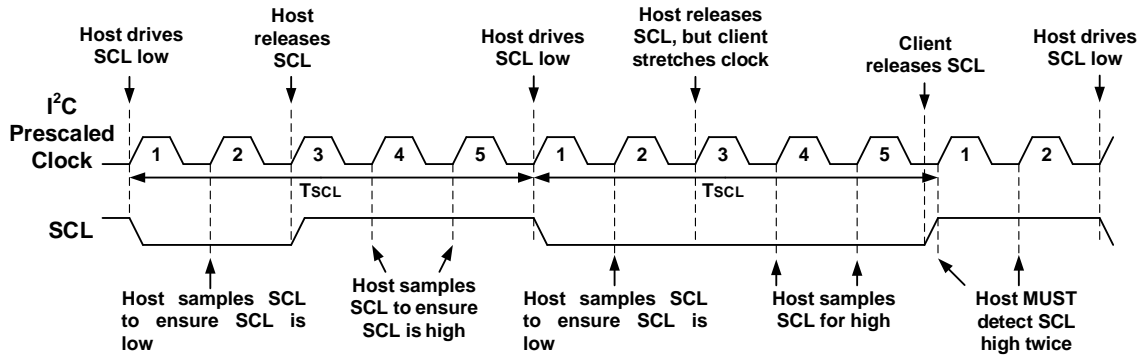 Host drives
SCL low
Host
releases
SCL
Host drives
SCL low
Host releases
SCL, but client
stretches clock
Client
releases SCL
Host drives
SCL low
I²C
Prescaled
Clock
1 2 3 4 5 1 2 3 4 5 1 2
TSCL TSCL
SCL
Host samples SCL
to ensure SCL is
low
Host samples
SCL to ensure
SCL is high
Host samples SCL
to ensure SCL is
low
Host samples
SCL for high
Host MUST
detect SCL
high twice